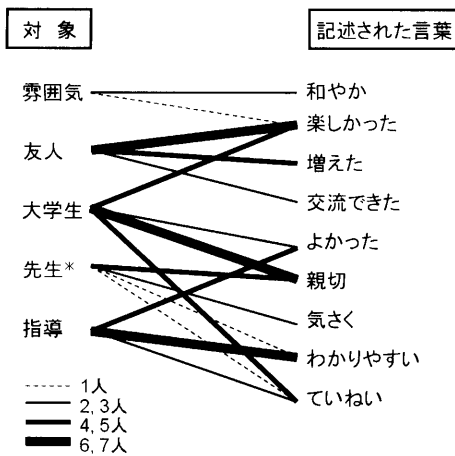 対象
記述された言葉
雰囲気
友人
大学生
先生*
指導
和やか
楽しかった
増えた
交流できた
よかった
親切
気さく
わかりやすい
ていねい
1人
2, 3人
4, 5人
6, 7人